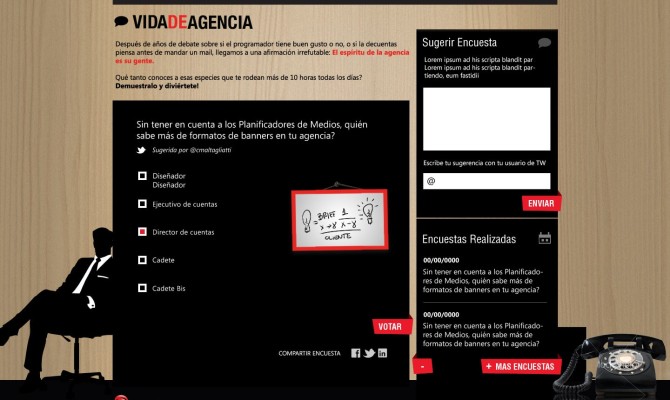 VIDADEAGENCIA
Después de años de debate sobre si el programador tiene buen gusto o no, o si la decuentas
piensa antes de mandar un mail, llegamos a una afirmación irrefutable: El espíritu de la agencia
es su gente.
Qué tanto conoces a esas especies que te rodean más de 10 horas todas los días?
Demuestralo y diviértete!
Sin tener en cuenta a los Planificadores de Medios, quién
sabe más de formatos de banners en tu agencia?
Sugerida por @cmaltagliatti
Diseñador
Diseñador
Ejecutivo de cuentas
Director de cuentas
Cadete
Cadete Bis
BRIEF 1
CLIENTE
VOTAR
COMPARTIR ENCUESTA
Sugerir Encuesta
Lorem ipsum ad his scripta blandit par
Lorem ipsum ad his scripta blandit par-
tiendo, eum fastidii
Escribe tu sugerencia con tu usuario de TW
@
ENVIAR
Encuestas Realizadas
00/00/0000
Sin tener en cuenta a los Planificado-
res de Medios, quién sabe más de
formatos de banners en tu agencia?
00/00/0000
Sin tener en cuenta a los Planificado-
res de Medios, quién sabe más de
formatos de banners en tu agencia?
- + MAS ENCUESTAS